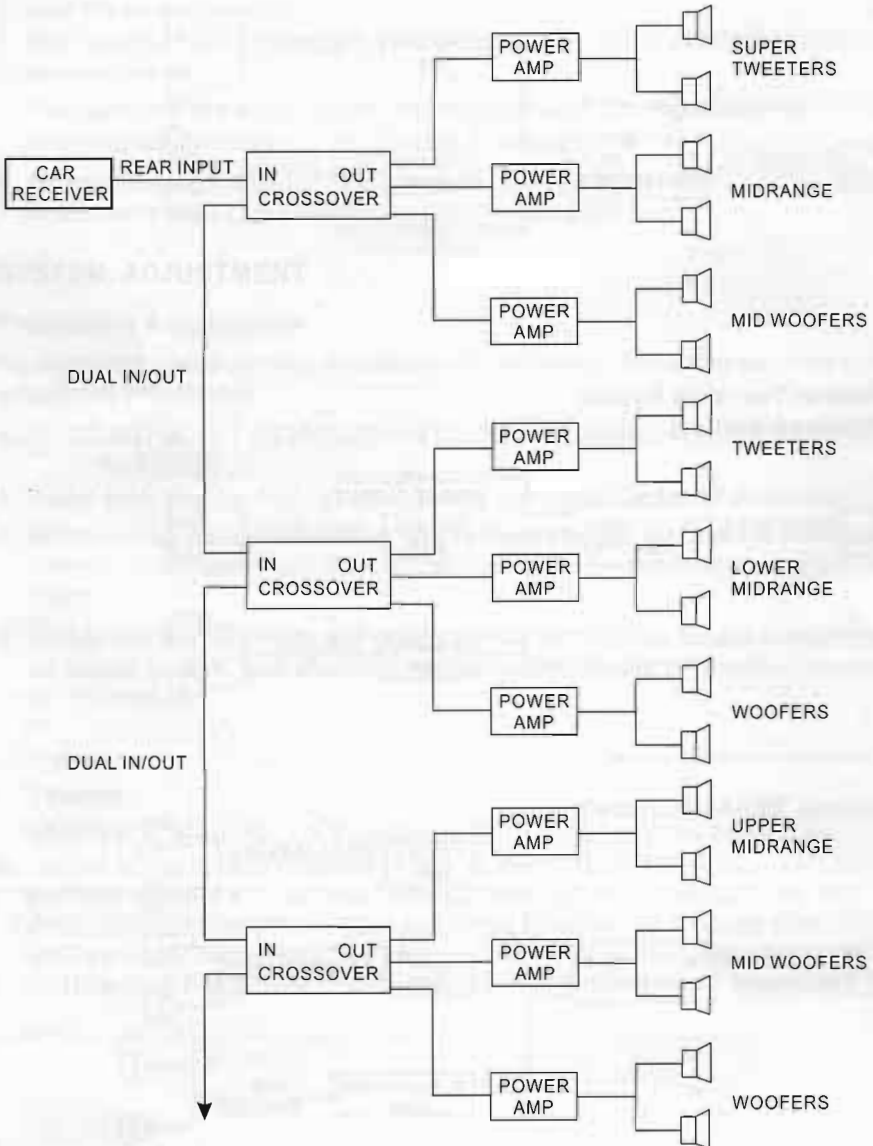 POWER
AMP
SUPER
TWEETERS
CAR
RECEIVER
REAR INPUT
IN OUT
CROSSOVER
POWER
AMP
MIDRANGE
POWER
AMP
MID WOOFERS
DUAL IN/OUT
POWER
AMP
TWEETERS
IN OUT
CROSSOVER
POWER
AMP
LOWER
MIDRANGE
POWER
AMP
WOOFERS
DUAL IN/OUT
POWER
AMP
UPPER
MIDRANGE
IN OUT
CROSSOVER
POWER
AMP
MID WOOFERS
POWER
AMP
WOOFERS